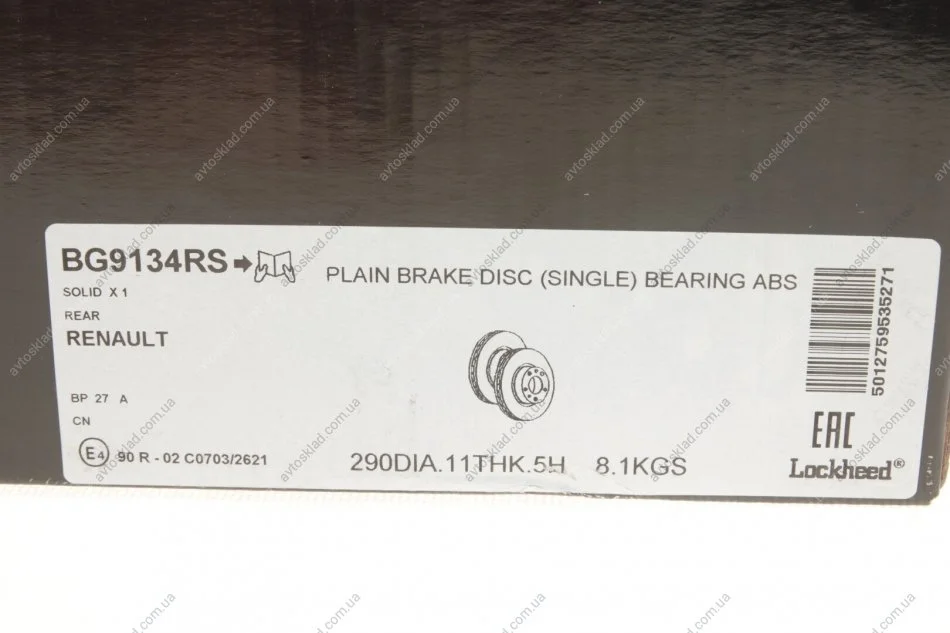 BG9134RS
PLAIN BRAKE DISC (SINGLE) BEARING ABS
SOLID X 1
REAR
RENAULT
BP 27 A
CN
E4 90 R - 02 C0703/2621
290DIA.11THK.5H 8.1KGS
5012759535271
EAC
Lockheed®
avtosklad.com.ua